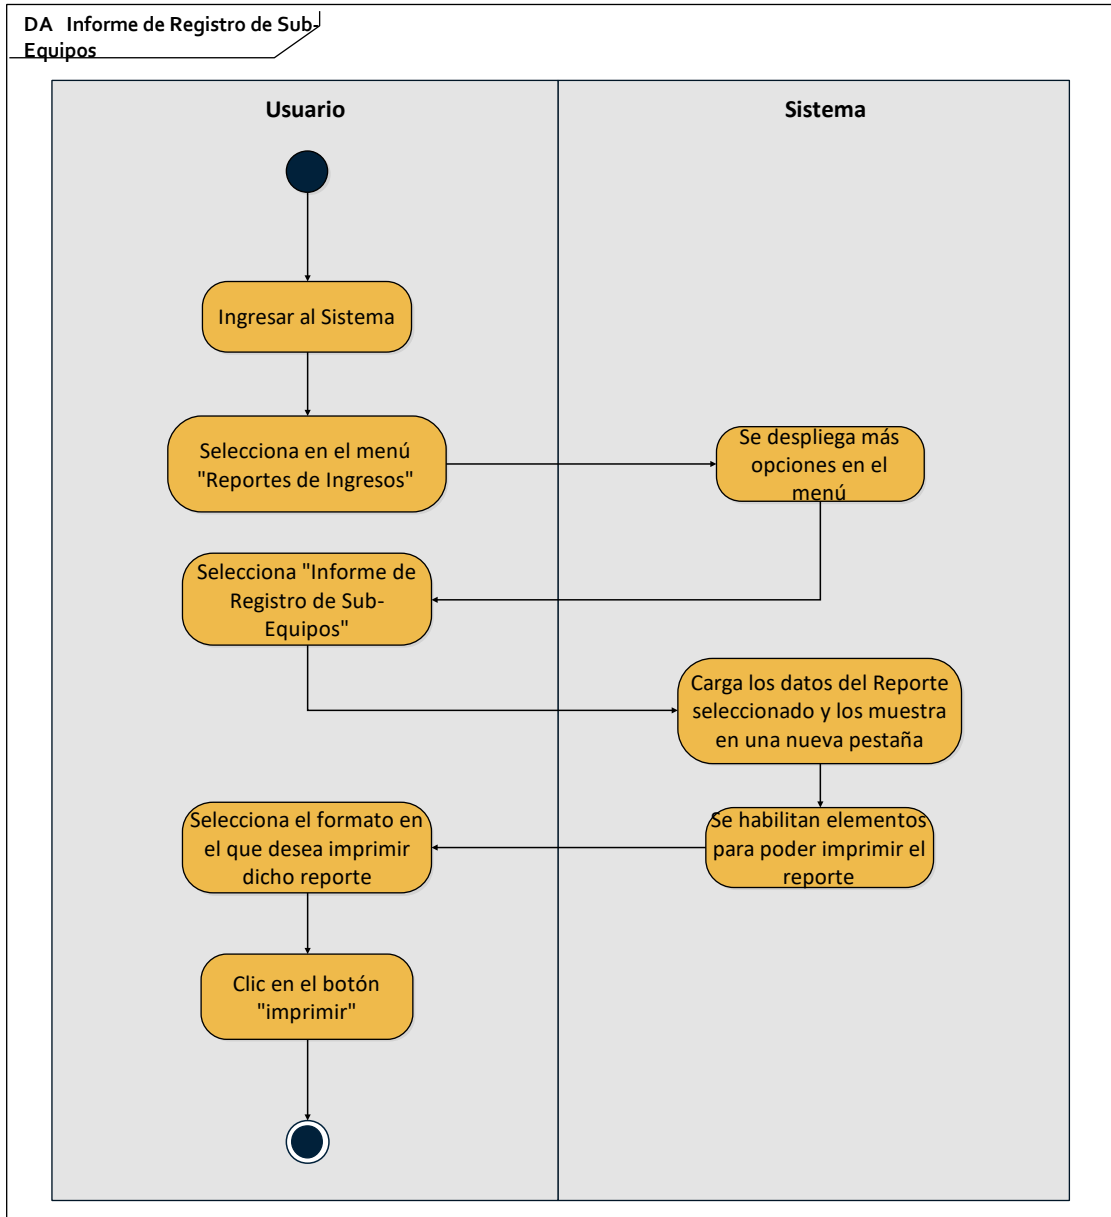 DA Informe de Registro de Sub-
Equipos
Usuario
Sistema
Ingresar al Sistema
Selecciona en el menú
"Reportes de Ingresos"
Se despliega más
opciones en el
menú
Selecciona "Informe de
Registro de Sub-
Equipos"
Carga los datos del Reporte
seleccionado y los muestra
en una nueva pestaña
Se habilitan elementos
para poder imprimir el
reporte
Selecciona el formato en
el que desea imprimir
dicho reporte
Clic en el botón
"imprimir"